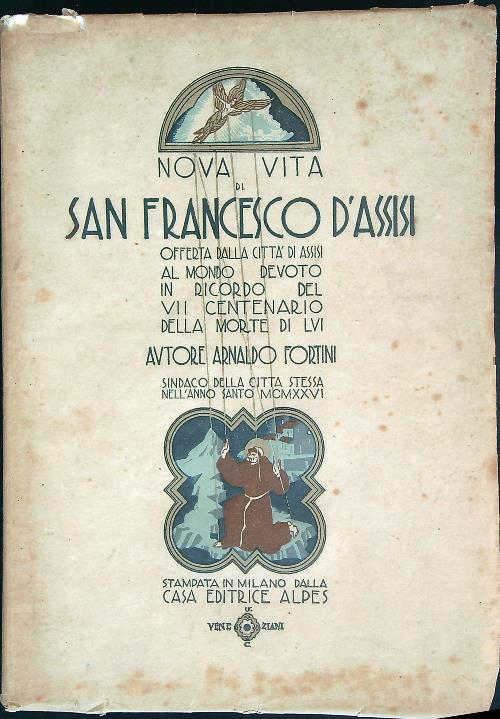 NOVA VITA
DI
SAN FRANCESCO D'ASSISI
OFFERTA DALLA CITTA' DI ASSISI
AL MONDO DEVOTO
IN RICORDO DEL
VII CENTENARIO
DELLA MORTE DI LVI
AVTORE ARNALDO FORTINI
SINDACO DELLA CITTA STESSA
NELL'ANNO SANTO MCMXXVI
STAMPATA IN MILANO DALLA
CASA EDITRICE ALPES
VENEZIANI
C.